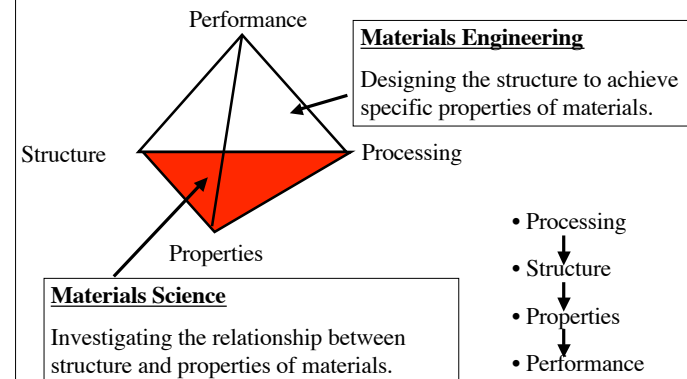 Performance
Materials Engineering
Designing the structure to achieve
specific properties of materials.
Structure
Processing
Properties
Materials Science
Investigating the relationship between
structure and properties of materials.
• Processing
• Structure
• Properties
• Performance